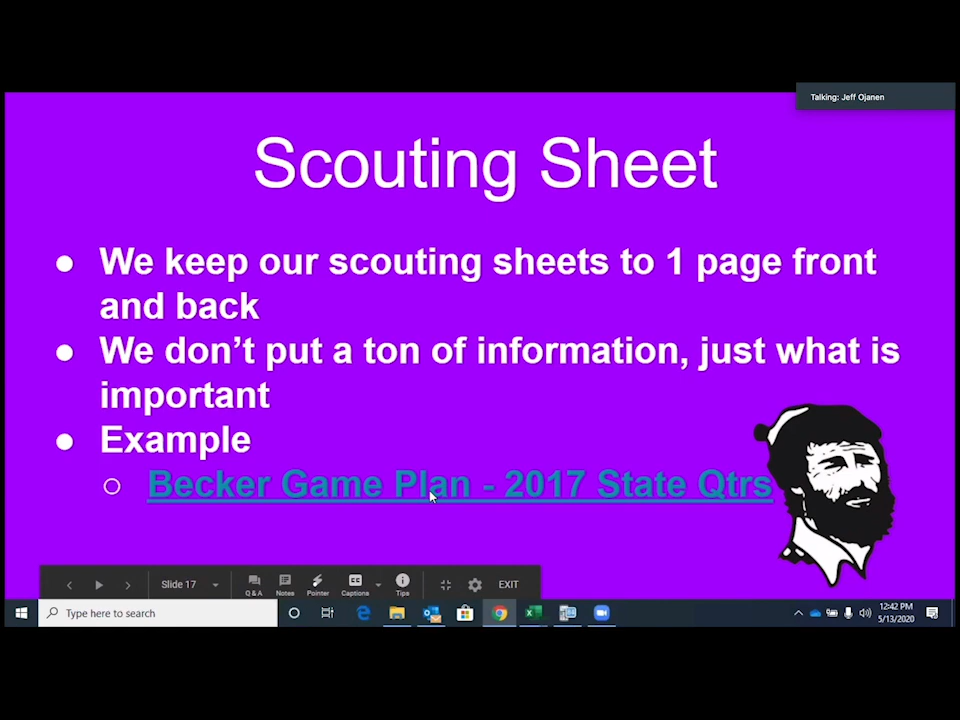 Talking: Jeff Ojanen
Scouting Sheet
● We keep our scouting sheets to 1 page front
and back
● We don't put a ton of information, just what is
important
● Example
○ Becker Game Plan - 2017 State Qtrs
Slide 17
Q & A Notes Pointer Captions Tips EXIT
CC
Type here to search
12:42 PM
5/13/2020